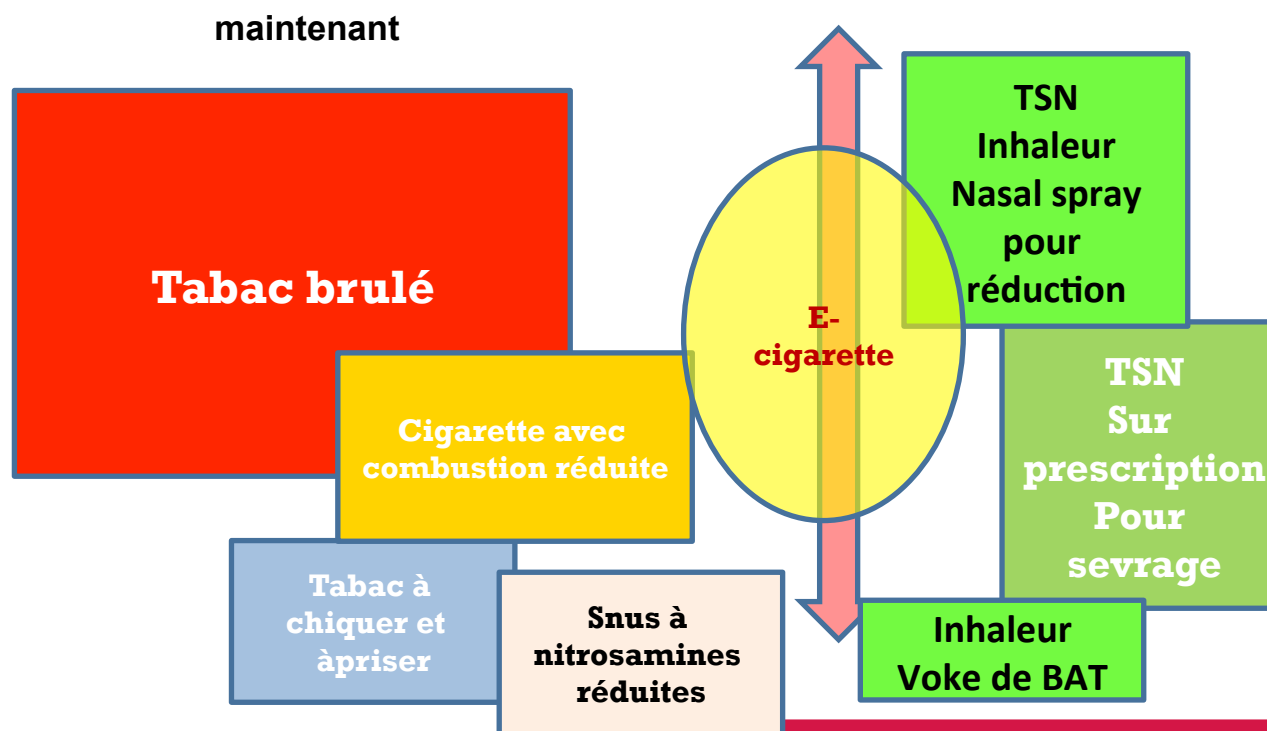 maintenant
Tabac brulé
Cigarette avec
combustion réduite
Tabac à
chiquer et
àpriser
Snus à
nitrosamines
réduites
E-
cigarette
TSN
Inhaleur
Nasal spray
pour
réduction
TSN
Sur
prescription
Pour
sevrage
Inhaleur
Voke de BAT